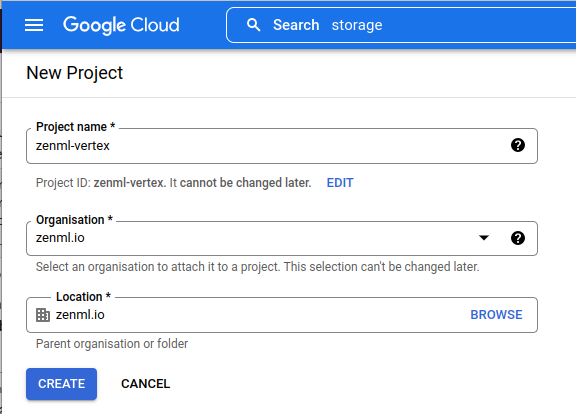 Google Cloud
Search storage
New Project
Project name *
zenml-vertex
Project ID: zenml-vertex. It cannot be changed later. EDIT
Organisation *
zenml.io
Select an organisation to attach it to a project. This selection can't be changed later.
Location *
zenml.io
BROWSE
Parent organisation or folder
CREATE CANCEL